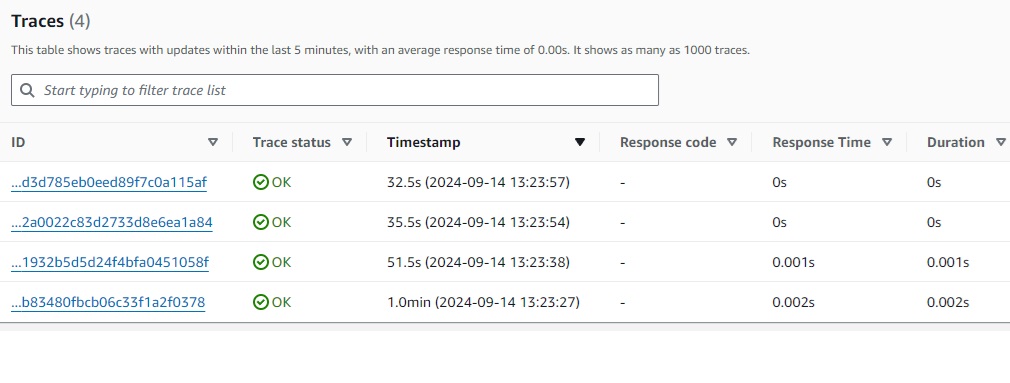 Traces (4)
This table shows traces with updates within the last 5 minutes, with an average response time of 0.00s. It shows as many as 1000 traces.
Start typing to filter trace list
ID Trace status Timestamp Response code Response Time Duration
...d3d785eb0eed89f7c0a115af OK 32.5s (2024-09-14 13:23:57) - 0s 0s
...2a0022c83d2733d8e6ea1a84 OK 35.5s (2024-09-14 13:23:54) - 0s 0s
...1932b5d5d24f4bfa0451058f OK 51.5s (2024-09-14 13:23:38) - 0.001s 0.001s
...b83480fbcb06c33f1a2f0378 OK 1.0min (2024-09-14 13:23:27) - 0.002s 0.002s